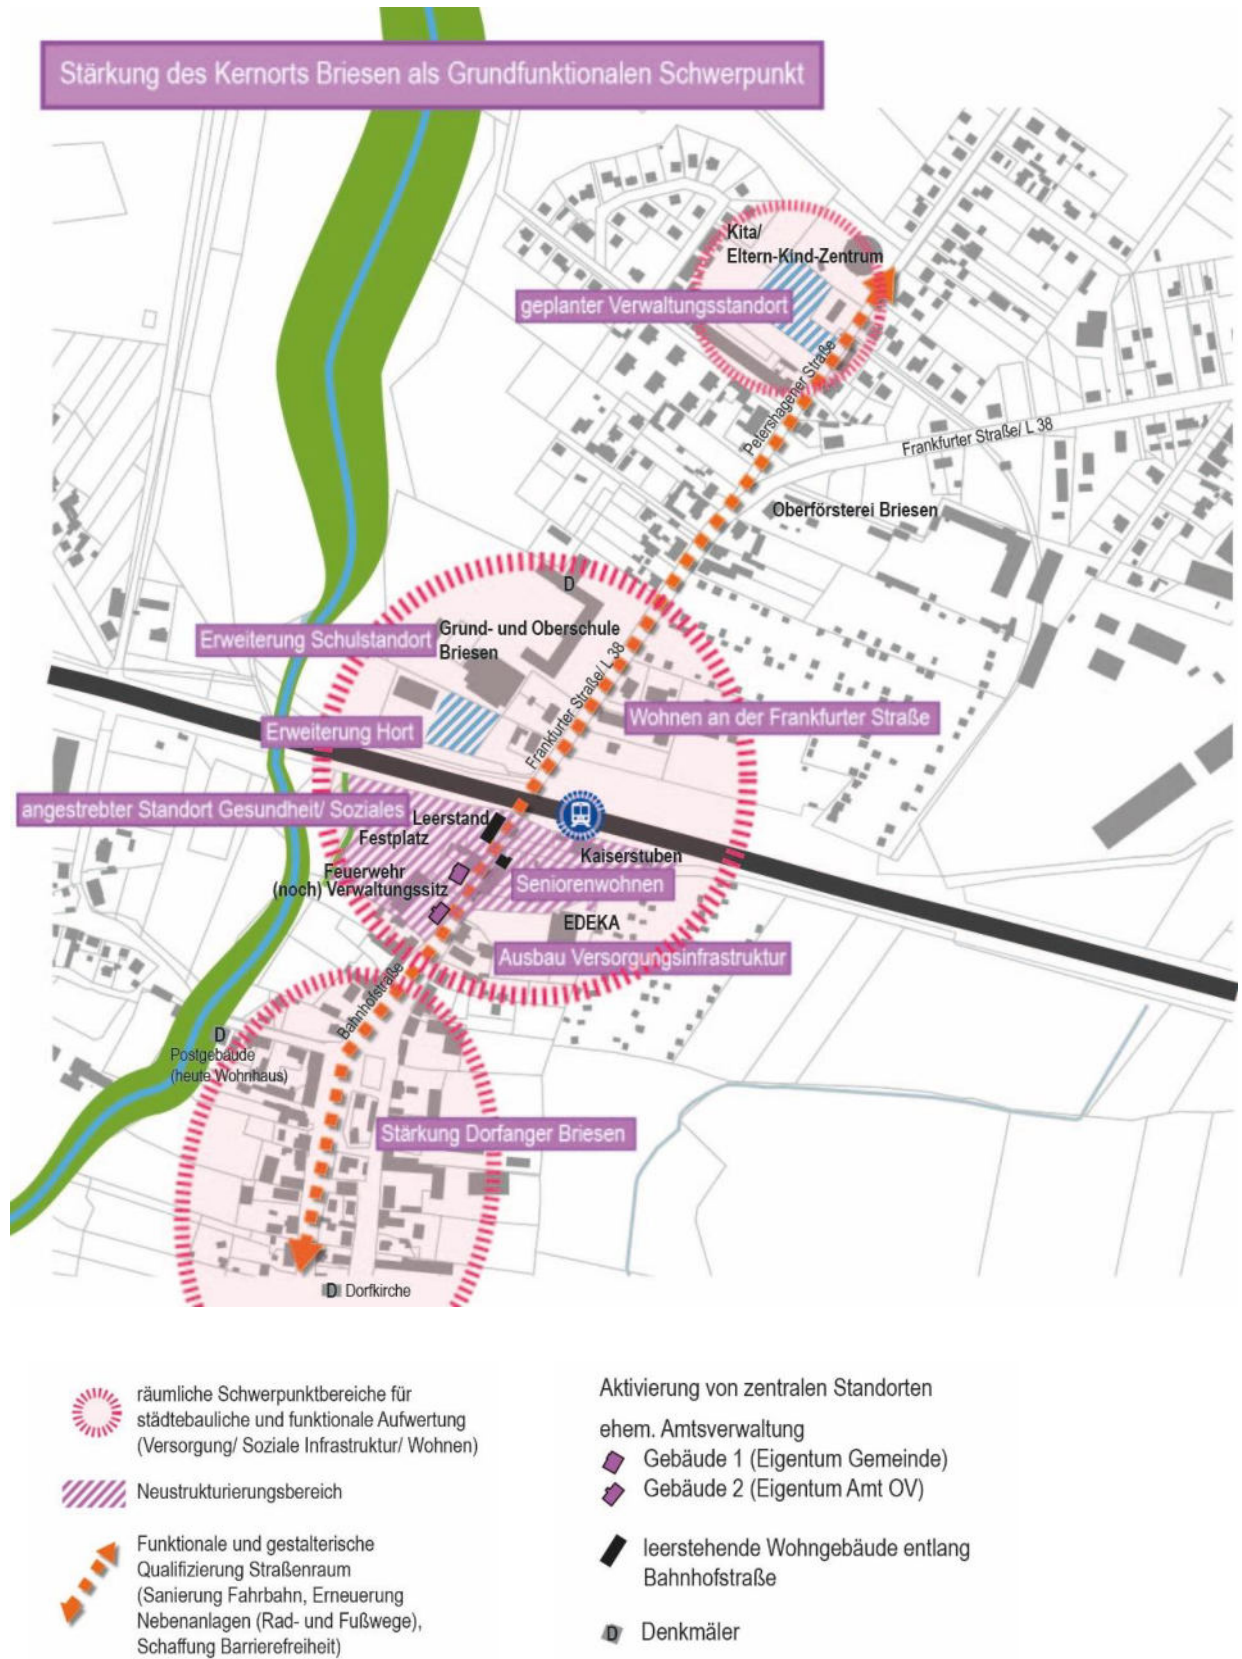 Stärkung des Kernorts Briesen als Grundfunktionalen Schwerpunkt
Kita/
Eltern-Kind-Zentrum
geplanter Verwaltungsstandort
Petershagener Straße
Frankfurter Straße/ L 38
Oberförsterei Briesen
D
Erweiterung Schulstandort
Grund- und Oberschule
Briesen
Frankfurter Straße/ L 38
Wohnen an der Frankfurter Straße
Erweiterung Hort
angestrebter Standort Gesundheit/ Soziales
Leerstand
Festplatz
Kaiserstuben
Feuerwehr
(noch) Verwaltungssitz
Seniorenwohnen
EDEKA
Ausbau Versorgungsinfrastruktur
Bahnhofstraße
D
Postgebäude
(heute Wohnhaus)
Stärkung Dorfanger Briesen
D Dorfkirche
räumliche Schwerpunktbereiche für
städtebauliche und funktionale Aufwertung
(Versorgung/ Soziale Infrastruktur/ Wohnen)
Neustrukturierungsbereich
Funktionale und gestalterische
Qualifizierung Straßenraum
(Sanierung Fahrbahn, Erneuerung
Nebenanlagen (Rad- und Fußwege),
Schaffung Barrierefreiheit)
Aktivierung von zentralen Standorten
ehem. Amtsverwaltung
Gebäude 1 (Eigentum Gemeinde)
Gebäude 2 (Eigentum Amt OV)
leerstehende Wohngebäude entlang
Bahnhofstraße
D Denkmäler